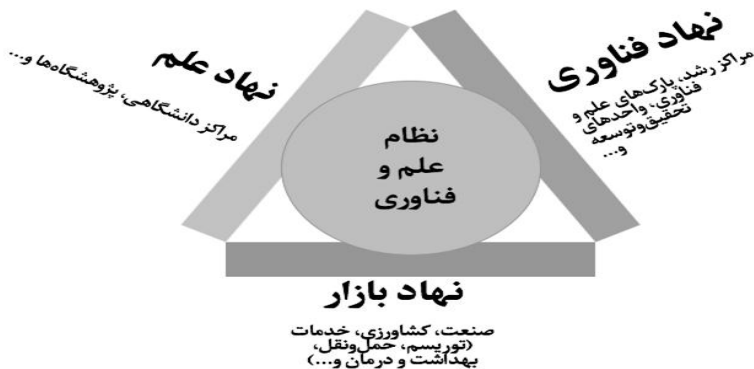 نهاد فناوری
مراکز رشد، پارک‌های علم و
فناوری، واحدهای
تحقیق‌وتوسعه
و...
نهاد علم
مراکز دانشگاهی، پژوهشگاه‌ها و...
نظام
علم و
فناوری
نهاد بازار
صنعت، کشاورزی، خدمات
(توریسم، حمل‌ونقل،
بهداشت و درمان و...)